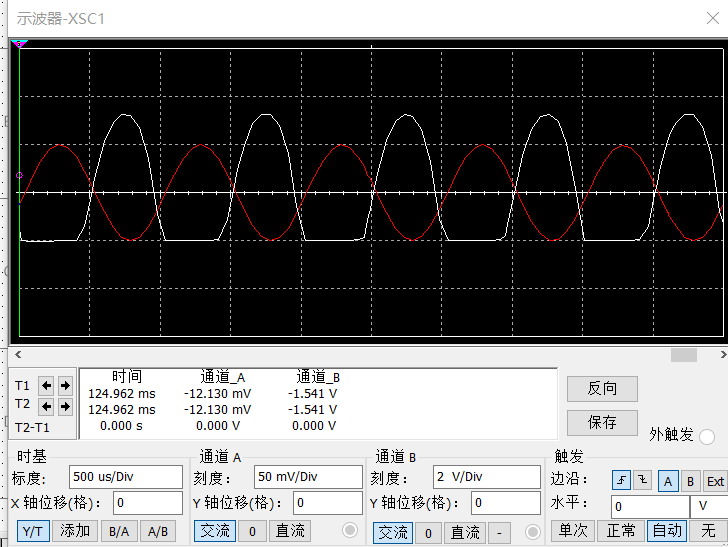 示波器-XSC1
时间 通道_A 通道_B
T1 124.962 ms -12.130 mV -1.541 V
T2 124.962 ms -12.130 mV -1.541 V
T2-T1 0.000 s 0.000 V 0.000 V
反向
保存
外触发
时基
标度: 500 us/Div
X 轴位移(格): 0
Y/T 添加 B/A A/B
通道 A
刻度: 50 mV/Div
Y 轴位移(格): 0
交流 0 直流
通道 B
刻度: 2 V/Div
Y 轴位移(格): 0
交流 0 直流 -
触发
边沿: A B Ext
水平: 0 V
单次 正常 自动 无